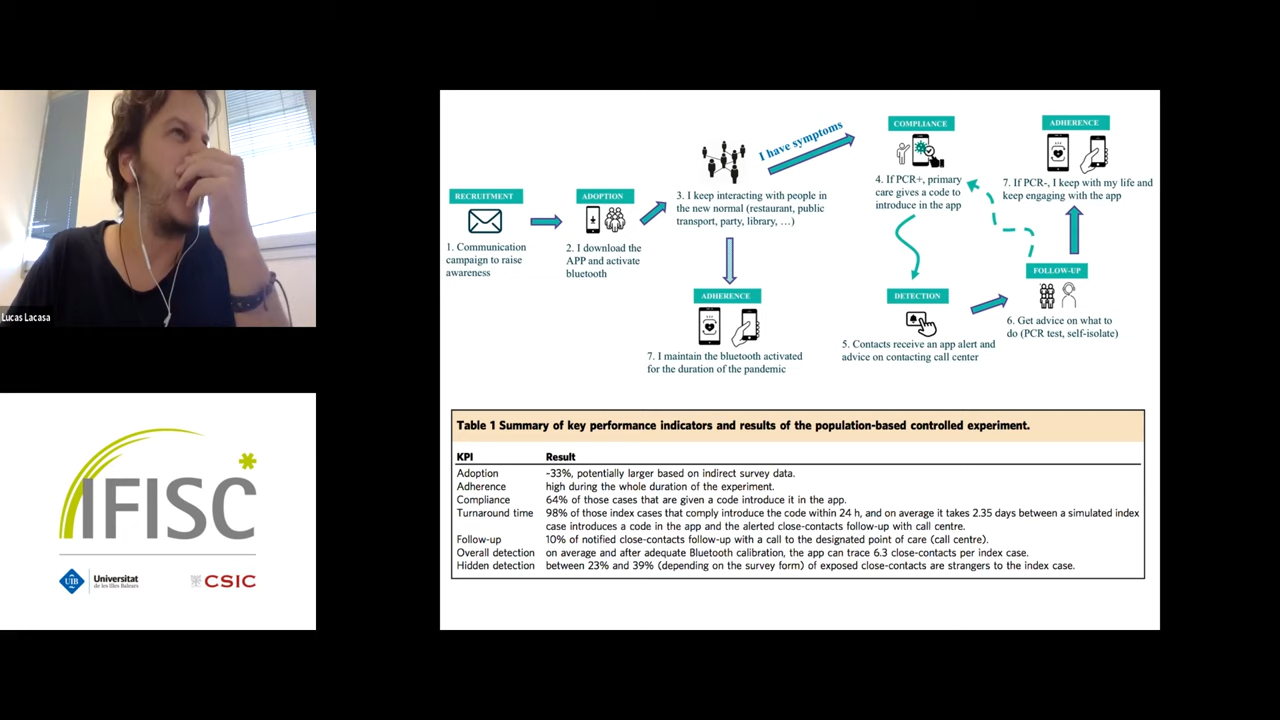 Lucas Lacasa
IFISC
UIB
Universitat
de les Illes Balears
CSIC
RECRUITMENT
1. Communication
campaign to raise
awareness
ADOPTION
2. I download the
APP and activate
bluetooth
3. I keep interacting with people in
the new normal (restaurant, public
transport, party, library, …)
I have symptoms
ADHERENCE
7. I maintain the bluetooth activated
for the duration of the pandemic
COMPLIANCE
4. If PCR+, primary
care gives a code to
introduce in the app
DETECTION
5. Contacts receive an app alert and
advice on contacting call center
FOLLOW-UP
6. Get advice on what to
do (PCR test, self-isolate)
ADHERENCE
7. If PCR-, I keep with my life and
keep engaging with the app
Table 1 Summary of key performance indicators and results of the population-based controlled experiment.
KPI Result
Adoption ~33%, potentially larger based on indirect survey data.
Adherence high during the whole duration of the experiment.
Compliance 64% of those cases that are given a code introduce it in the app.
Turnaround time 98% of those index cases that comply introduce the code within 24 h, and on average it takes 2.35 days between a simulated index
case introduces a code in the app and the alerted close-contacts follow-up with call centre.
Follow-up 10% of notified close-contacts follow-up with a call to the designated point of care (call centre).
Overall detection on average and after adequate Bluetooth calibration, the app can trace 6.3 close-contacts per index case.
Hidden detection between 23% and 39% (depending on the survey form) of exposed close-contacts are strangers to the index case.